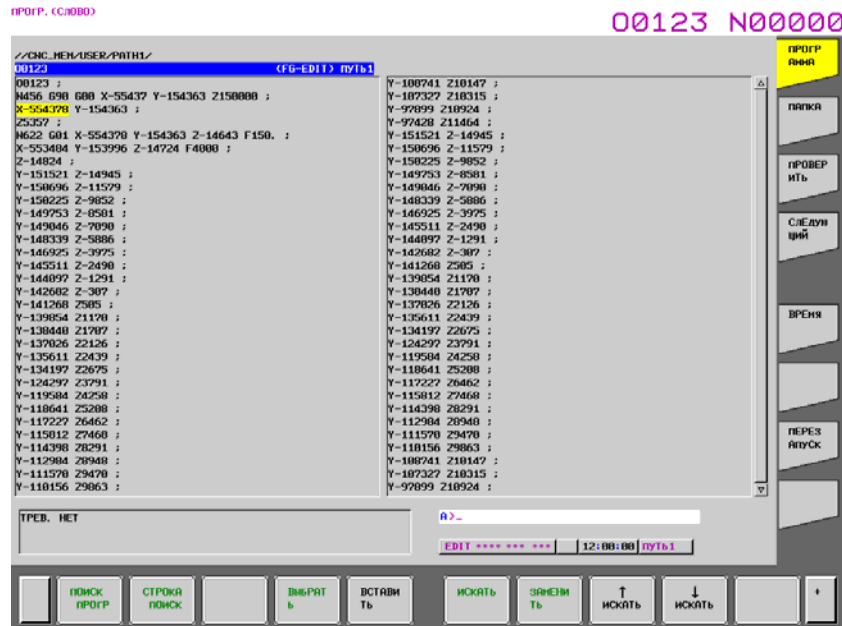 ПРОГР.(СЛОВО)
O0123 N00000
//CNC_MEM/USER/PATH1/
O0123 (FG-EDIT) ПУТЬ1
O0123 ;
N456 G90 G00 X-55437 Y-154363 Z150000 ;
X-554378 Y-154363 ;
Z5357 ;
N622 G01 X-554378 Y-154363 Z-14643 F150. ;
X-553404 Y-153996 Z-14724 F4000 ;
Z-14824 ;
Y-151521 Z-14945 ;
Y-150696 Z-11579 ;
Y-150225 Z-9852 ;
Y-149753 Z-8581 ;
Y-149046 Z-7090 ;
Y-148339 Z-5886 ;
Y-146925 Z-3975 ;
Y-145511 Z-2490 ;
Y-144097 Z-1291 ;
Y-142682 Z-307 ;
Y-141268 Z505 ;
Y-139854 Z1170 ;
Y-138440 Z1707 ;
Y-137026 Z2126 ;
Y-135611 Z2439 ;
Y-134197 Z2675 ;
Y-124297 Z3791 ;
Y-119584 Z4258 ;
Y-118641 Z5208 ;
Y-117227 Z6462 ;
Y-115812 Z7468 ;
Y-114398 Z8291 ;
Y-112984 Z8948 ;
Y-111570 Z9470 ;
Y-110156 Z9863 ;
Y-108741 Z10147 ;
Y-107327 Z10315 ;
Y-97899 Z10924 ;
Y-97428 Z11464 ;
Y-151521 Z-14945 ;
Y-150696 Z-11579 ;
Y-150225 Z-9852 ;
Y-149753 Z-8581 ;
Y-149046 Z-7090 ;
Y-148339 Z-5886 ;
Y-146925 Z-3975 ;
Y-145511 Z-2490 ;
Y-144097 Z-1291 ;
Y-142682 Z-307 ;
Y-141268 Z505 ;
Y-139854 Z1170 ;
Y-138440 Z1707 ;
Y-137026 Z2126 ;
Y-135611 Z2439 ;
Y-134197 Z2675 ;
Y-124297 Z3791 ;
Y-119584 Z4258 ;
Y-118641 Z5208 ;
Y-117227 Z6462 ;
Y-115812 Z7468 ;
Y-114398 Z8291 ;
Y-112984 Z8948 ;
Y-111570 Z9470 ;
Y-110156 Z9863 ;
Y-108741 Z10147 ;
Y-107327 Z10315 ;
Y-97899 Z10924 ;
ПРОГР
АММА
ПАПКА
ПРОВЕР
ИТЬ
СЛЕДУЮ
ЩИЙ
ВРЕМЯ
ПЕРЕЗ
АПУСК
ТРЕВ. НЕТ
A>_
EDIT **** *** *** 12:00:00 ПУТЬ1
ПОИСК
ПРОГР
СТРОКА
ПОИСК
ВЫБРАТ
Ь
ВСТАВИ
ТЬ
ИСКАТЬ
ЗАМЕНИ
ТЬ
↑
ИСКАТЬ
↓
ИСКАТЬ
+